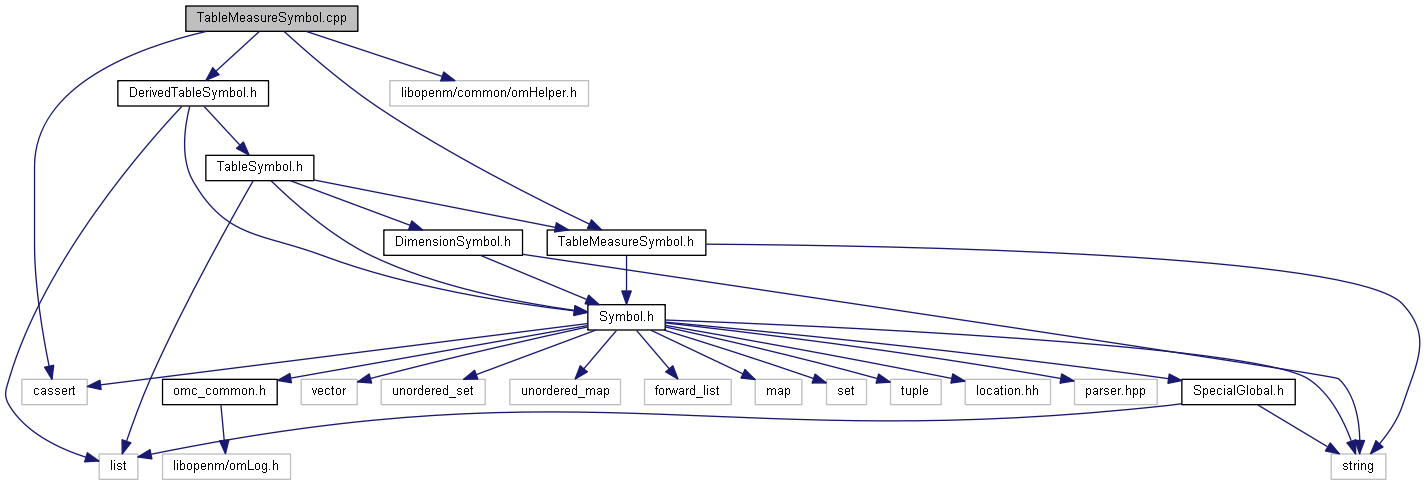 TableMeasureSymbol.cpp
DerivedTableSymbol.h
libopenm/common/omHelper.h
TableSymbol.h
DimensionSymbol.h
TableMeasureSymbol.h
Symbol.h
cassert
omc_common.h
vector
unordered_set
unordered_map
forward_list
map
set
tuple
location.hh
parser.hpp
SpecialGlobal.h
list
libopenm/omLog.h
string